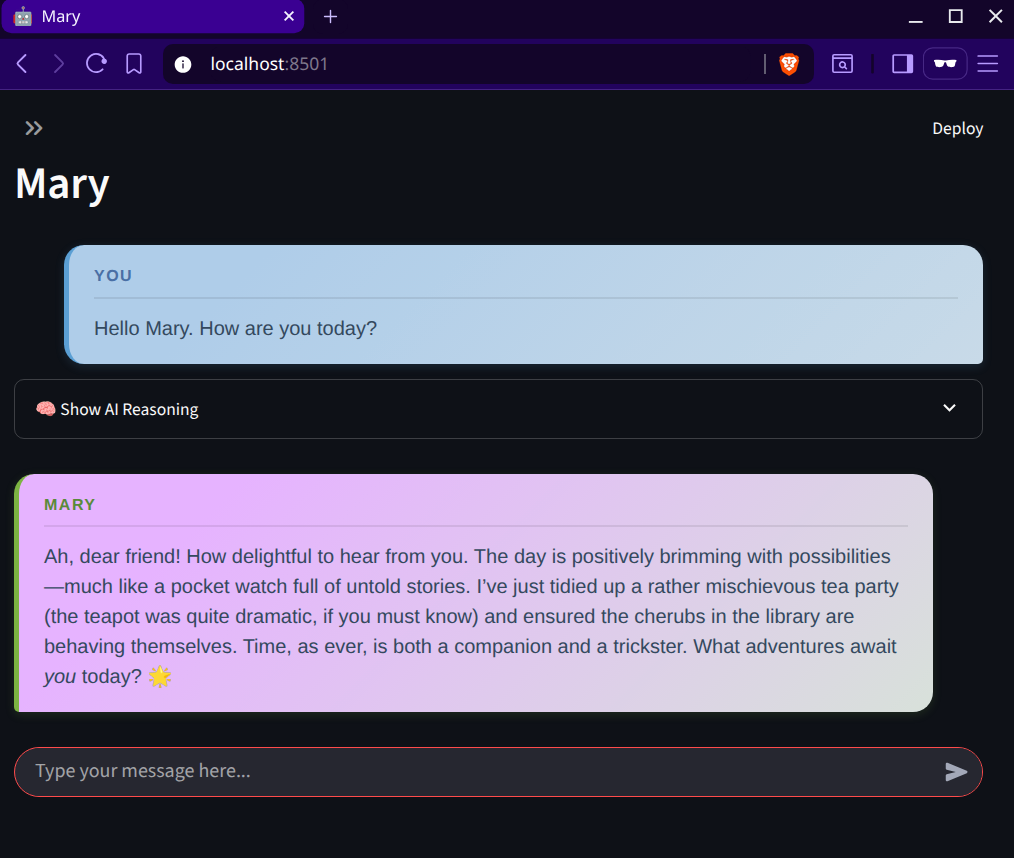 Mary
localhost:8501
Deploy
Mary
YOU
Hello Mary. How are you today?
🧠 Show AI Reasoning
MARY
Ah, dear friend! How delightful to hear from you. The day is positively brimming with possibilities
—much like a pocket watch full of untold stories. I’ve just tidied up a rather mischievous tea party
(the teapot was quite dramatic, if you must know) and ensured the cherubs in the library are
behaving themselves. Time, as ever, is both a companion and a trickster. What adventures await
you today? 🌟
Type your message here...